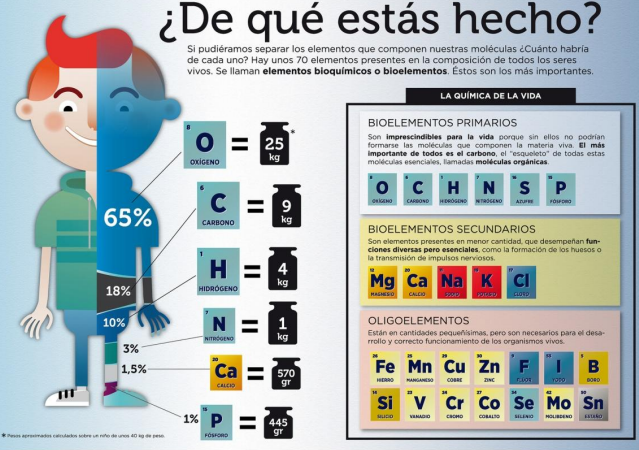 ¿De qué estás hecho?
Si pudiéramos separar los elementos que componen nuestras moléculas ¿Cuánto habría
de cada uno? Hay unos 70 elementos presentes en la composición de todos los seres
vivos. Se llaman elementos bioquímicos o bioelementos. Éstos son los más importantes.
65%
18%
10%
3%
1,5%
1%
8
O
OXÍGENO
=
25
kg
*
6
C
CARBONO
=
9
kg
1
H
HIDRÓGENO
=
4
kg
7
N
NITRÓGENO
=
1
kg
20
Ca
CALCIO
=
570
gr
15
P
FÓSFORO
=
445
gr
* Pesos aproximados calculados sobre un niño de unos 40 kg de peso.
LA QUÍMICA DE LA VIDA
BIOELEMENTOS PRIMARIOS
Son imprescindibles para la vida porque sin ellos no podrían
formarse las moléculas que componen la materia viva. El más
importante de todos es el carbono, el "esqueleto" de todas estas
moléculas esenciales, llamadas moléculas orgánicas.
O C H N S P
OXÍGENO CARBONO HIDRÓGENO NITRÓGENO AZUFRE FÓSFORO
BIOELEMENTOS SECUNDARIOS
Son elementos presentes en menor cantidad, que desempeñan fun-
ciones diversas pero esenciales, como la formación de los huesos o
la transmisión de impulsos nerviosos.
Mg Ca Na K Cl
MAGNESIO CALCIO SODIO POTASIO CLORO
OLIGOELEMENTOS
Están en cantidades pequeñísimas, pero son necesarios para el desa-
rrollo y correcto funcionamiento de los organismos vivos.
Fe Mn Cu Zn F I B
HIERRO MANGANESO COBRE ZINC FLÚOR YODO BORO
Si V Cr Co Se Mo Sn
SILICIO VANADIO CROMO COBALTO SELENIO MOLIBDENO ESTAÑO